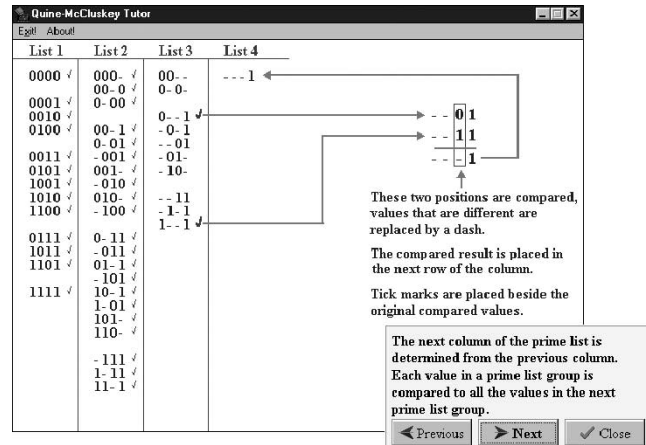 Quine-McCluskey Tutor
Exit! About!
List 1 List 2 List 3 List 4
0000 √ 000- √ 00-- ---1
00-0 √ 0-0-
0001 √ 0-00 √
0010 √ 0--1 √ --01
0100 √ 00-1 √ -0-1
0-01 √ --01 --11
0011 √ -001 √ -01- ---1
0101 √ 001- √ -10-
1001 √ -010 √
1010 √ 010- √ --11
1100 √ -100 √ -1-1
1--1 √
0111 √ 0-11 √
1011 √ -011 √
1101 √ 01-1 √
-101 √
1111 √ 10-1 √
1-01 √
101- √
110- √
-111 √
1-11 √
11-1 √
These two positions are compared,
values that are different are
replaced by a dash.
The compared result is placed in
the next row of the column.
Tick marks are placed beside the
original compared values.
The next column of the prime list is
determined from the previous column.
Each value in a prime list group is
compared to all the values in the next
prime list group.
Previous Next Close